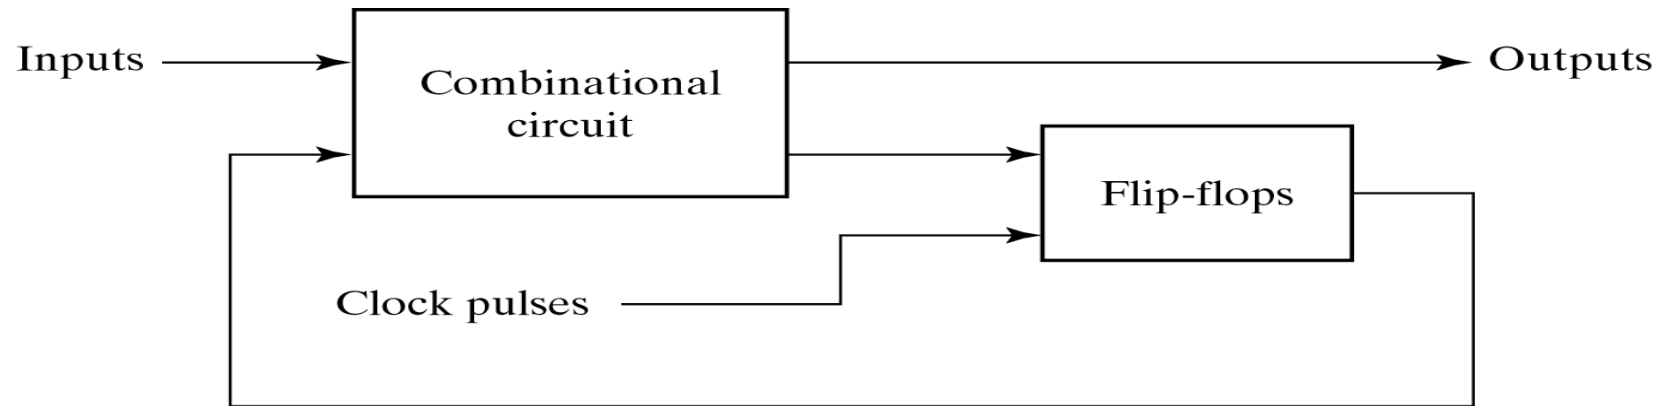 Inputs
Combinational
circuit
Outputs
Flip-flops
Clock pulses